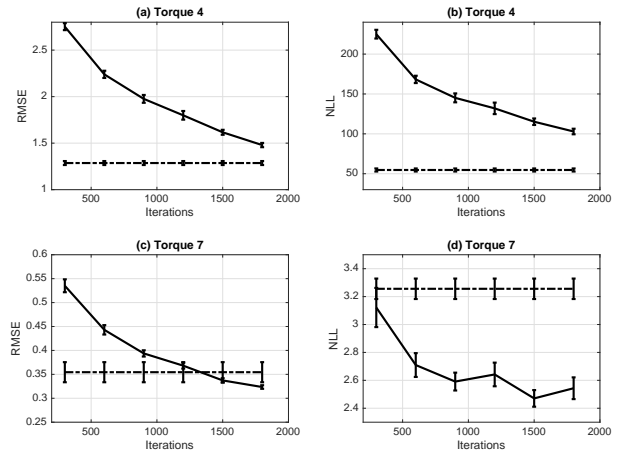 (a) Torque 4
2.5
2
1.5
1
RMSE
500 1000 1500 2000
Iterations
(b) Torque 4
200
150
100
50
NLL
500 1000 1500 2000
Iterations
(c) Torque 7
0.6
0.55
0.5
0.45
0.4
0.35
0.3
0.25
RMSE
500 1000 1500 2000
Iterations
(d) Torque 7
3.4
3.2
3
2.8
2.6
2.4
NLL
500 1000 1500 2000
Iterations